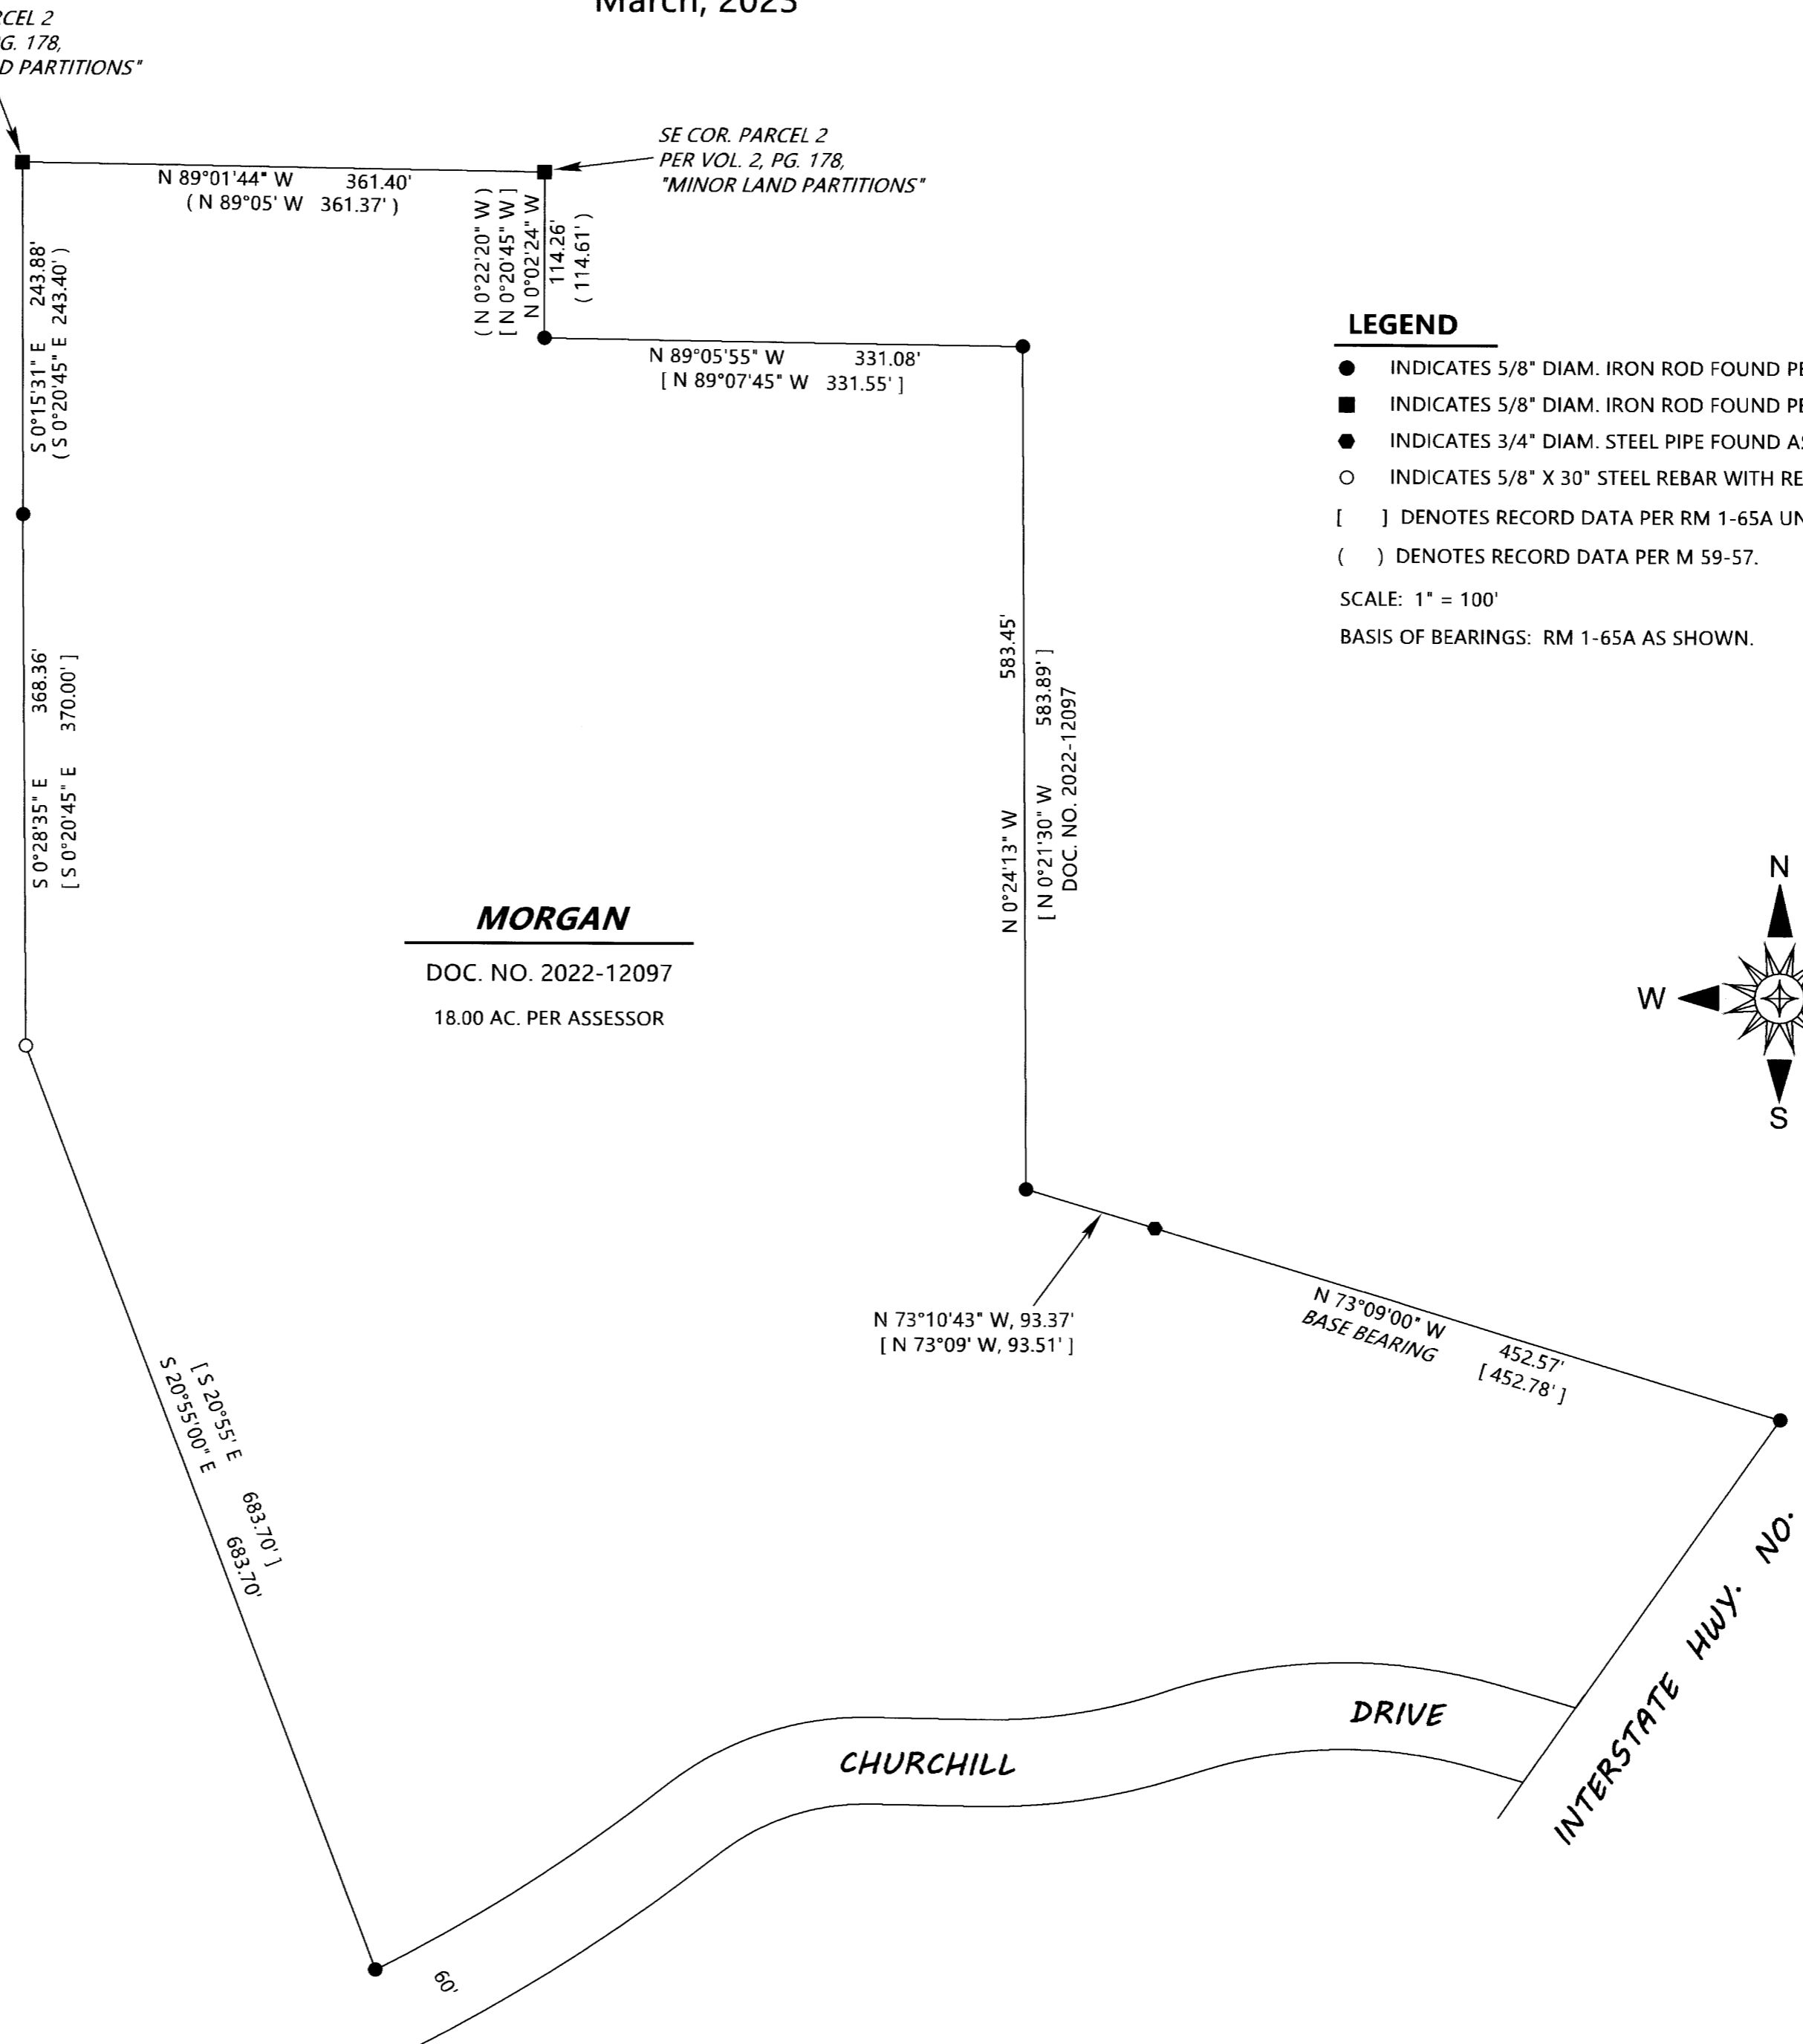 March, 2023
RCEL 2
G. 178,
D PARTITIONS"
SE COR. PARCEL 2
PER VOL. 2, PG. 178,
"MINOR LAND PARTITIONS"
N 89°01'44" W 361.40'
( N 89°05' W 361.37' )
( N 0°22'20" W )
[ N 0°20'45" W ]
N 0°02'24" W
114.26'
( 114.61' )
S 0°15'31" E 243.88'
( S 0°20'45" E 243.40' )
N 89°05'55" W 331.08'
[ N 89°07'45" W 331.55' ]
LEGEND
INDICATES 5/8" DIAM. IRON ROD FOUND PE
INDICATES 5/8" DIAM. IRON ROD FOUND PE
INDICATES 3/4" DIAM. STEEL PIPE FOUND AS
INDICATES 5/8" X 30" STEEL REBAR WITH RE
[ ] DENOTES RECORD DATA PER RM 1-65A UN
( ) DENOTES RECORD DATA PER M 59-57.
SCALE: 1" = 100'
BASIS OF BEARINGS: RM 1-65A AS SHOWN.
S 0°28'35" E 368.36'
[ S 0°20'45" E 370.00' ]
N 0°24'13" W 583.45'
[ N 0°21'30" W 583.89' ]
DOC. NO. 2022-12097
MORGAN
DOC. NO. 2022-12097
18.00 AC. PER ASSESSOR
N
W
S
N 73°10'43" W, 93.37'
[ N 73°09' W, 93.51' ]
N 73°09'00" W 452.57'
BASE BEARING [ 452.78' ]
[ S 20°55' E 683.70' ]
S 20°55'00" E 683.70'
INTERSTATE HWY. NO.
CHURCHILL DRIVE
60'